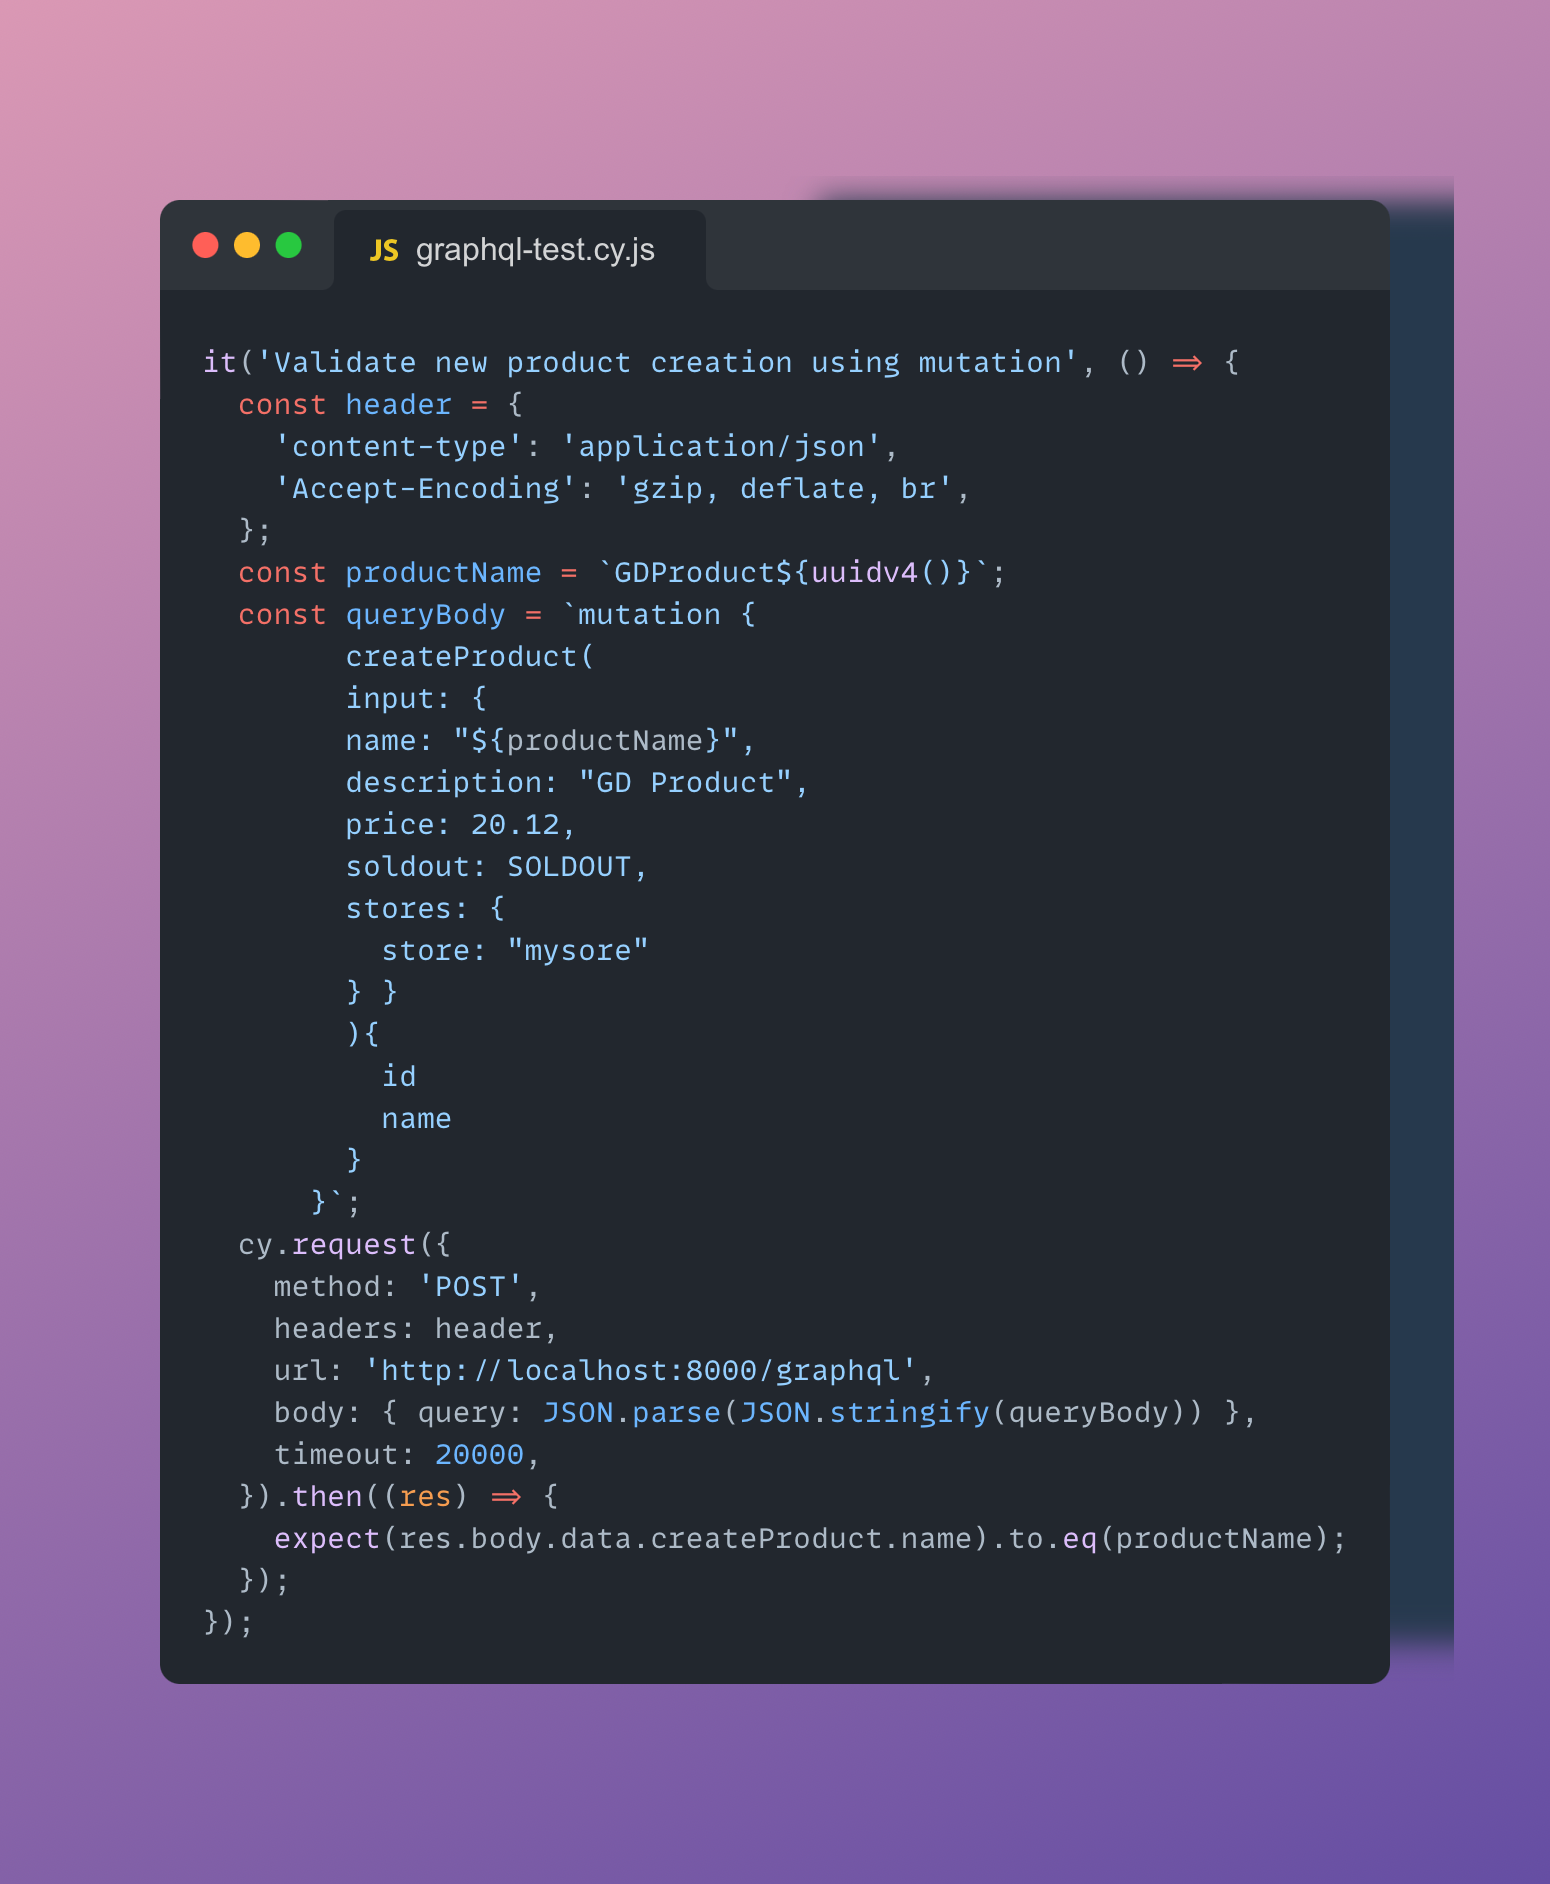 JS graphql-test.cy.js
it('Validate new product creation using mutation', () => {
  const header = {
    'content-type': 'application/json',
    'Accept-Encoding': 'gzip, deflate, br',
  };
  const productName = `GDProduct${uuidv4()}`;
  const queryBody = `mutation {
        createProduct(
        input: {
        name: "${productName}",
        description: "GD Product",
        price: 20.12,
        soldout: SOLDOUT,
        stores: {
          store: "mysore"
        } }
        ){
          id
          name
        }
      }`;
  cy.request({
    method: 'POST',
    headers: header,
    url: 'http://localhost:8000/graphql',
    body: { query: JSON.parse(JSON.stringify(queryBody)) },
    timeout: 20000,
  }).then((res) => {
    expect(res.body.data.createProduct.name).to.eq(productName);
  });
});